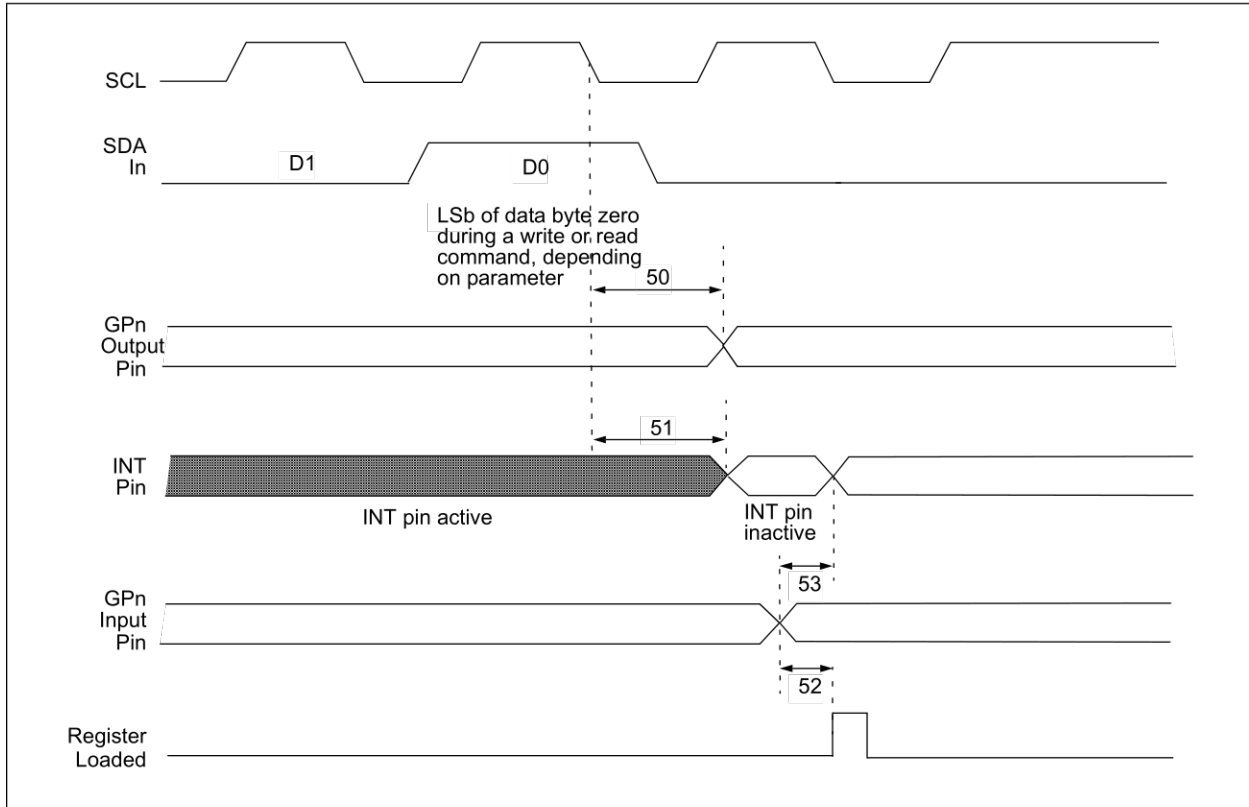 SCL
SDA
In
D1
D0
LSb of data byte zero
during a write or read
command, depending
on parameter
50
GPn
Output
Pin
51
INT
Pin
INT pin active
INT pin
inactive
53
GPn
Input
Pin
52
Register
Loaded